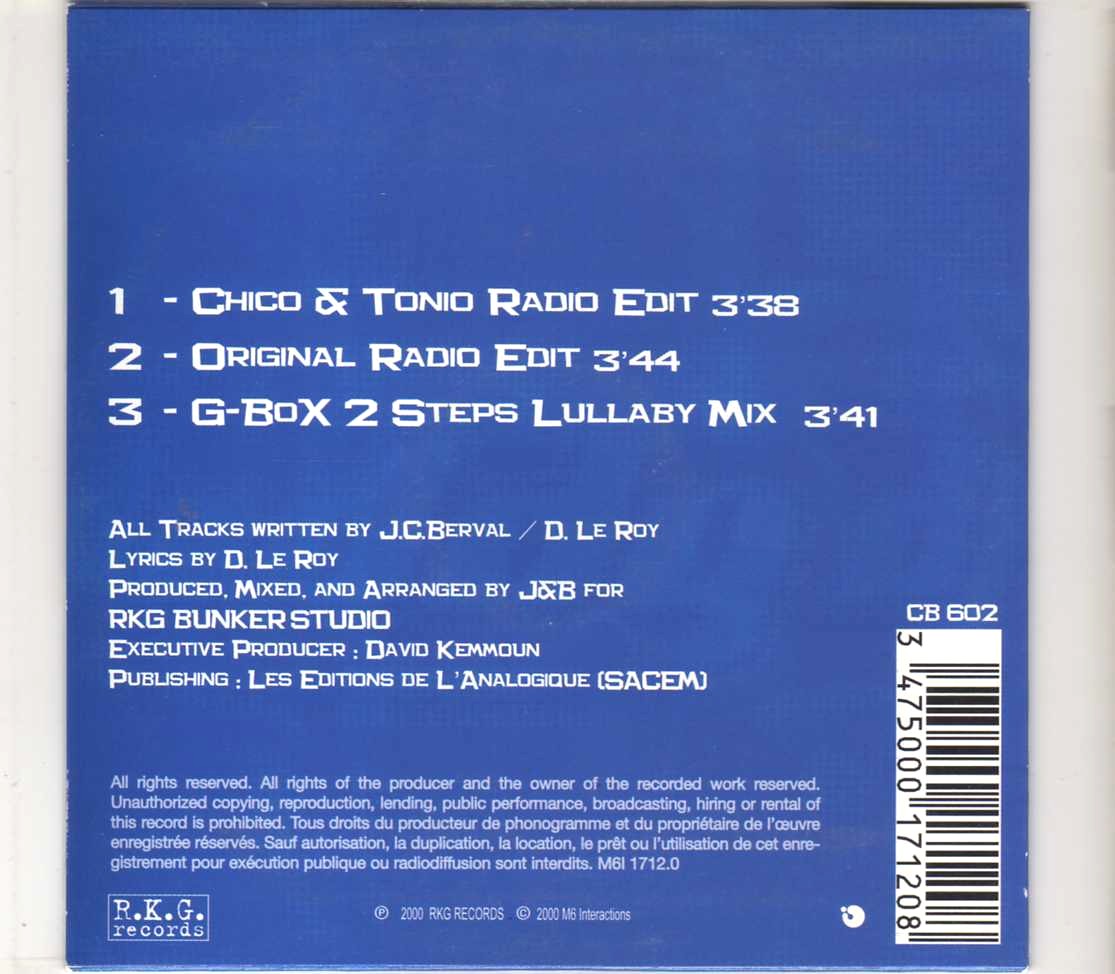 1 - Chico & Tonio Radio Edit 3'38
2 - Original Radio Edit 3'44
3 - G-BoX 2 Steps Lullaby Mix 3'41
All Tracks written by J.C.Berval / D. Le Roy
Lyrics by D. Le Roy
Produced, Mixed, and Arranged by J&B for
RKG BUNKER STUDIO
Executive Producer : David Kemmoun
Publishing : Les Editions de L'Analogique (SACEM)
CB 602
3 475000 171208
All rights reserved. All rights of the producer and the owner of the recorded work reserved.
Unauthorized copying, reproduction, lending, public performance, broadcasting, hiring or rental of
this record is prohibited. Tous droits du producteur de phonogramme et du propriétaire de l'œuvre
enregistrée réservés. Sauf autorisation, la duplication, la location, le prêt ou l'utilisation de cet enre-
gistrement pour exécution publique ou radiodiffusion sont interdits. M6I 1712.0
R.K.G.
records
℗ 2000 RKG RECORDS © 2000 M6 Interactions